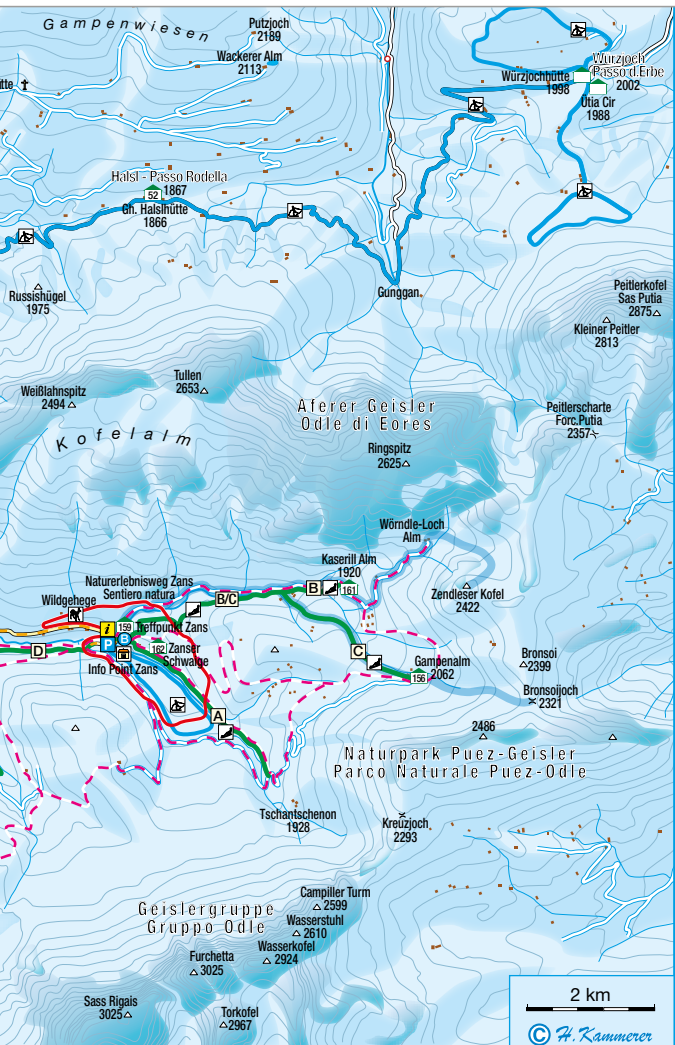 Gampenwiesen
Putzjoch
2189
Wackerer Alm
2113
itte
Würzjoch
Passo d.Erbe
2002
Würzjochhütte
1998
Ütia Cir
1988
Halsl - Passo Rodella
1867
52
Gh. Halslhütte
1866
Russishügel
1975
Gunggan
Peitlerkofel
Sas Putia
2875
Kleiner Peitler
2813
Tullen
2653
Weißlahnspitz
2494
Aferer Geisler
Odle di Eores
Peitlerscharte
Forc.Putia
2357
Kofelalm
Ringspitz
2625
Wörndle-Loch
Alm
Kaserill Alm
1920
Naturerlebnisweg Zans
Sentiero natura
B
161
Zendleser Kofel
2422
Wildgehege
B/C
i
159
Treffpunkt Zans
P
B
162
Zanser
Schwaige
D
Info Point Zans
C
Gampenalm
2062
156
Bronsoi
2399
Bronsoijoch
2321
A
2486
Naturpark Puez-Geisler
Parco Naturale Puez-Odle
Tschantschenon
1928
Kreuzjoch
2293
Campiller Turm
2599
Geislergruppe
Gruppo Odle
Wasserstuhl
2610
Wasserkofel
2924
Furchetta
3025
Sass Rigais
3025
Torkofel
2967
2 km
© H. Kammerer